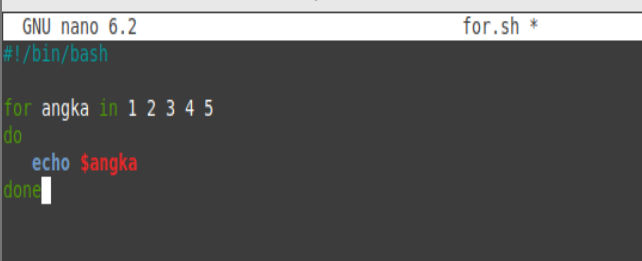 GNU nano 6.2 for.sh *
#!/bin/bash
for angka in 1 2 3 4 5
do
echo $angka
done